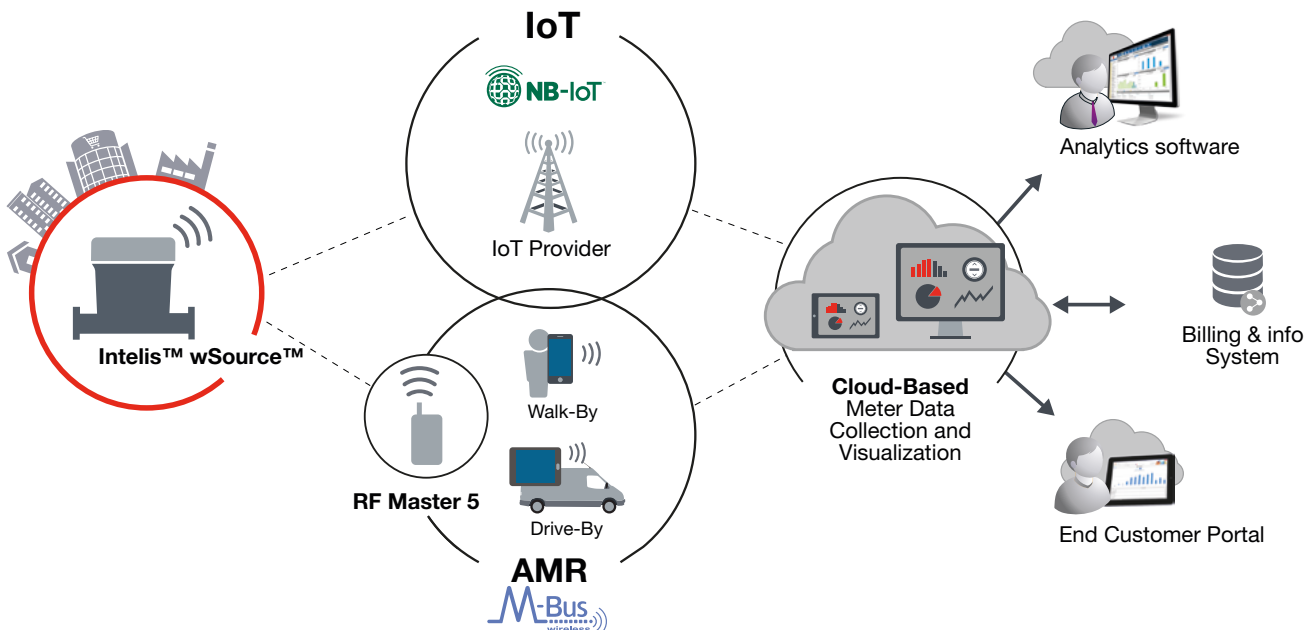 IoT
NB-IoT™
IoT Provider
Intelis™ wSource™
Walk-By
RF Master 5
Drive-By
AMR
M-Bus
wireless
Cloud-Based
Meter Data
Collection and
Visualization
Analytics software
Billing & info
System
End Customer Portal